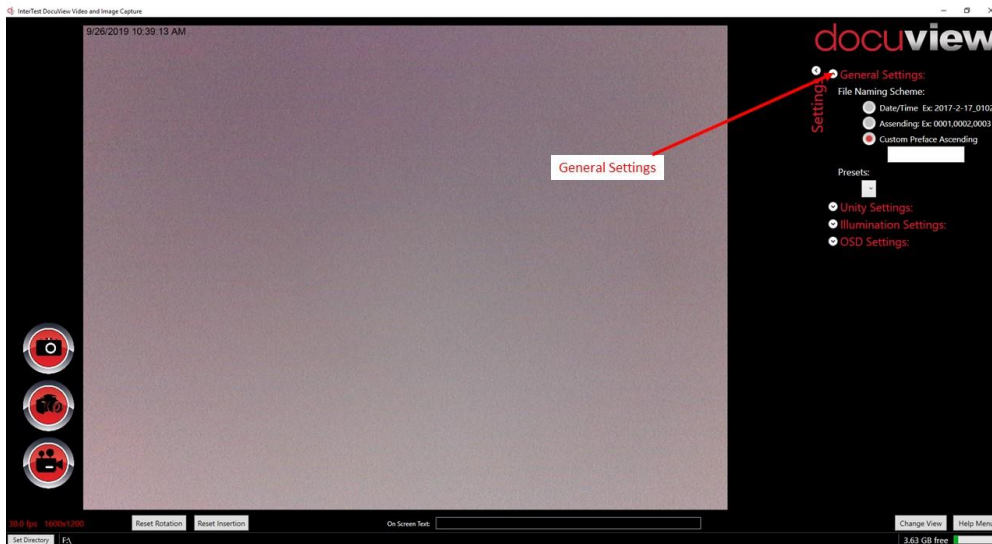 InterTest DocuView Video and Image Capture
9/26/2019 10:39:13 AM
docuview
Settings
General Settings:
File Naming Scheme:
Date/Time Ex: 2017-2-17_0102
Assending: Ex: 0001,0002,0003
Custom Preface Ascending
General Settings
Presets:
Unity Settings:
Illumination Settings:
OSD Settings:
30.0 fps 1600x1200
Reset Rotation
Reset Insertion
On Screen Text:
Change View
Help Menu
Set Directory
F:\
3.63 GB free